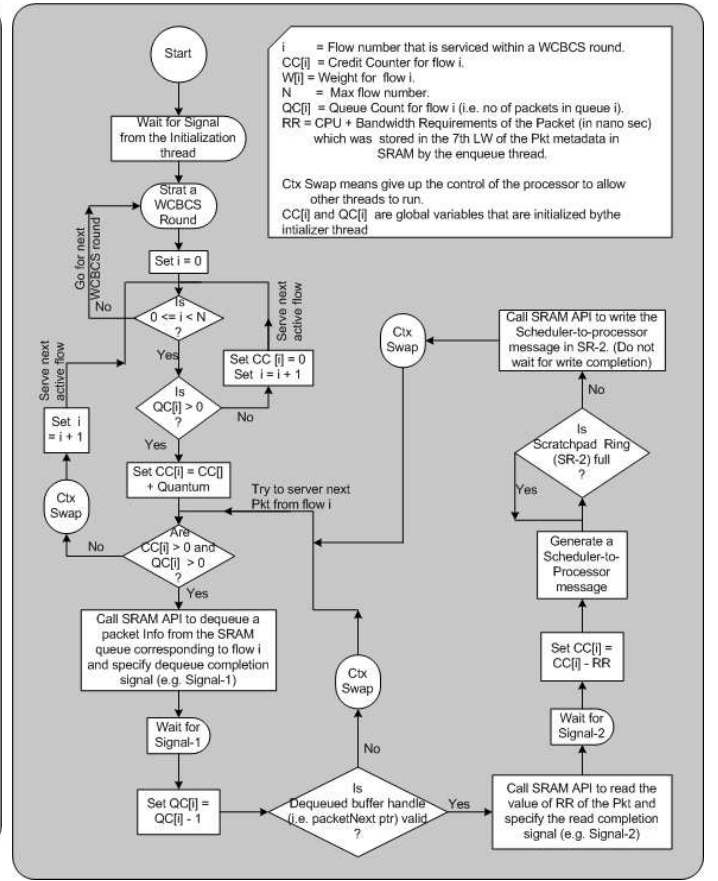 Start
i = Flow number that is serviced within a WCBCS round.
CC[i] = Credit Counter for flow i.
W[i] = Weight for flow i.
N = Max flow number.
QC[i] = Queue Count for flow i (i.e. no of packets in queue i).
RR = CPU + Bandwidth Requirements of the Packet (in nano sec)
which was stored in the 7th LW of the Pkt metadata in
SRAM by the enqueue thread.
Ctx Swap means give up the control of the processor to allow
other threads to run.
CC[i] and QC[i] are global variables that are initialized bythe
intializer thread
Wait for Signal
from the Initialization
thread
Strat a
WCBCS
Round
Go for next
WCBCS round
Set i = 0
No
Is
0 <= i < N
?
Yes
Serve next
active flow
Set CC [i] = 0
Set i = i + 1
Is
QC[i] > 0
?
No
Yes
Serve next
active flow
Set i
= i + 1
Ctx
Swap
Set CC[i] = CC[]
+ Quantum
Try to server next
Pkt from flow i
Are
CC[i] > 0 and
QC[i] > 0
?
No
Yes
Call SRAM API to dequeue a
packet Info from the SRAM
queue corresponding to flow i
and specify dequeue completion
signal (e.g. Signal-1)
Wait for
Signal-1
Set QC[i] =
QC[i] - 1
Is
Dequeued buffer handle
(i.e. packetNext ptr) valid
?
No
Ctx
Swap
Yes
Call SRAM API to read the
value of RR of the Pkt and
specify the read completion
signal (e.g. Signal-2)
Wait for
Signal-2
Set CC[i] =
CC[i] - RR
Generate a
Scheduler-to-
Processor
message
Is
Scratchpad Ring
(SR-2) full
?
Yes
No
Call SRAM API to write the
Scheduler-to-processor
message in SR-2. (Do not
wait for write completion)
Ctx
Swap